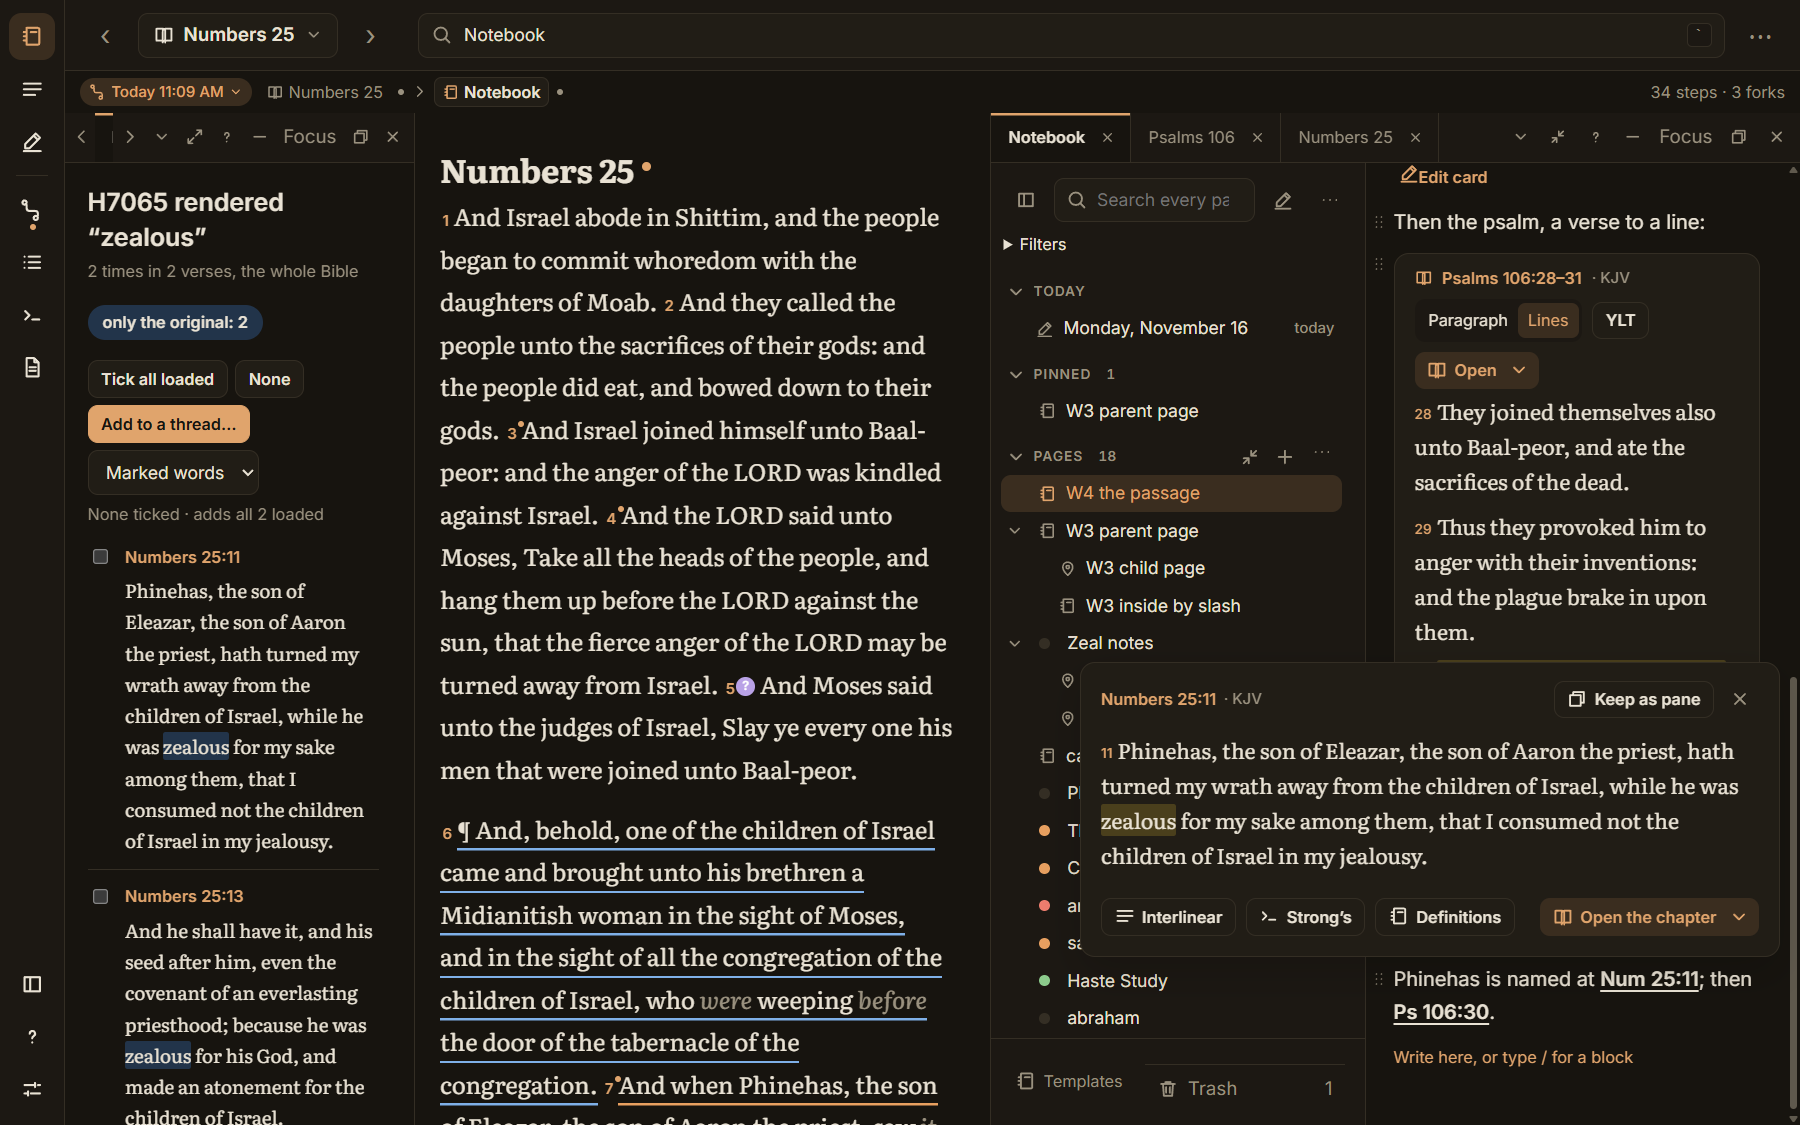 Numbers 25
Notebook
`
Today 11:09 AM
Numbers 25
Notebook
34 steps · 3 forks
Focus
H7065 rendered
“zealous”
2 times in 2 verses, the whole Bible
only the original: 2
Tick all loaded
None
Add to a thread...
Marked words
None ticked · adds all 2 loaded
Numbers 25:11
Phinehas, the son of
Eleazar, the son of Aaron
the priest, hath turned my
wrath away from the
children of Israel, while he
was zealous for my sake
among them, that I
consumed not the children
of Israel in my jealousy.
Numbers 25:13
And he shall have it, and his
seed after him, even the
covenant of an everlasting
priesthood; because he was
zealous for his God, and
made an atonement for the
children of Israel.
?
Numbers 25
1 And Israel abode in Shittim, and the people
began to commit whoredom with the
daughters of Moab. 2 And they called the
people unto the sacrifices of their gods: and
the people did eat, and bowed down to their
gods. 3 And Israel joined himself unto Baal-
peor: and the anger of the LORD was kindled
against Israel. 4 And the LORD said unto
Moses, Take all the heads of the people, and
hang them up before the LORD against the
sun, that the fierce anger of the LORD may be
turned away from Israel. 5 ? And Moses said
unto the judges of Israel, Slay ye every one his
men that were joined unto Baal-peor.
6 ¶ And, behold, one of the children of Israel
came and brought unto his brethren a
Midianitish woman in the sight of Moses,
and in the sight of all the congregation of the
children of Israel, who were weeping before
the door of the tabernacle of the
congregation. 7 And when Phinehas, the son
of Eleazar, the son of Aaron the priest, saw it
Notebook
Psalms 106
Numbers 25
?
Focus
Search every pa
Filters
TODAY
Monday, November 16 today
PINNED 1
W3 parent page
PAGES 18
W4 the passage
W3 parent page
W3 child page
W3 inside by slash
Zeal notes
Haste Study
abraham
Templates
Trash 1
Edit card
Then the psalm, a verse to a line:
Psalms 106:28–31 · KJV
Paragraph
Lines
YLT
Open
28 They joined themselves also
unto Baal-peor, and ate the
sacrifices of the dead.
29 Thus they provoked him to
anger with their inventions:
and the plague brake in upon
them.
Numbers 25:11 · KJV
Keep as pane
11 Phinehas, the son of Eleazar, the son of Aaron the priest, hath
turned my wrath away from the children of Israel, while he was
zealous for my sake among them, that I consumed not the
children of Israel in my jealousy.
Interlinear
Strong’s
Definitions
Open the chapter
Phinehas is named at Num 25:11; then
Ps 106:30.
Write here, or type / for a block